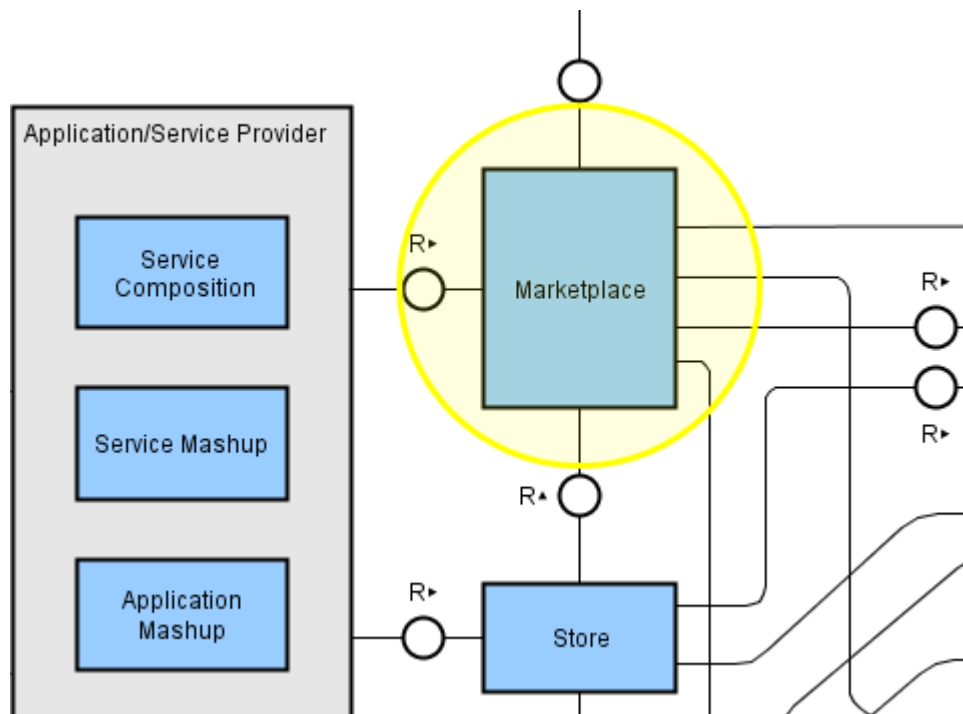 Application/Service Provider
Service
Composition
Service Mashup
Application
Mashup
R▸
Marketplace
R▸
R▸
R▴
R▸
Store